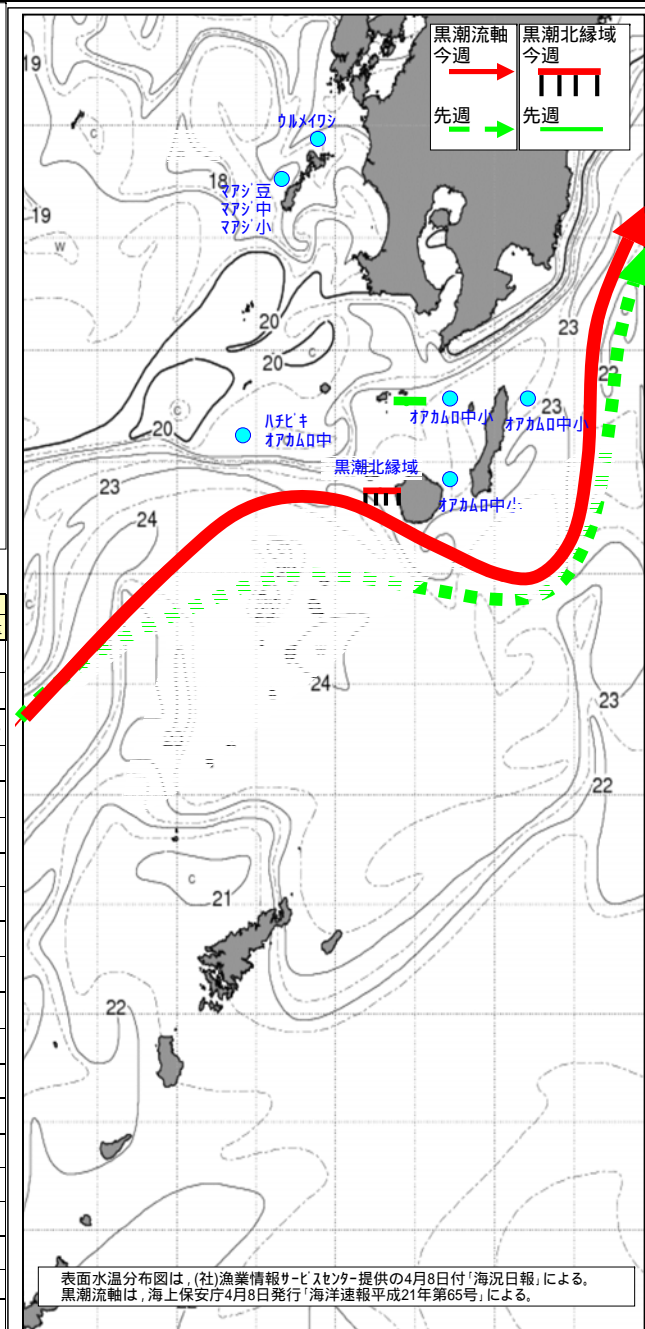 黒潮流軸
今週
先週
黒潮北縁域
今週
先週
19
ウルメイワシ
18
マアジ豆
マアジ中
マアジ小
19
W
C
20
23
20
C
22
C
20
ハチビキ
オアカムロ中
オアカムロ中小
23
オアカムロ中小
黒潮北縁域
オアカムロ中小
23
24
C
24
23
22
C
21
22
表面水温分布図は,(社)漁業情報サービスセンター提供の4月8日付「海況日報」による。
黒潮流軸は,海上保安庁4月8日発行「海洋速報平成21年第65号」による。